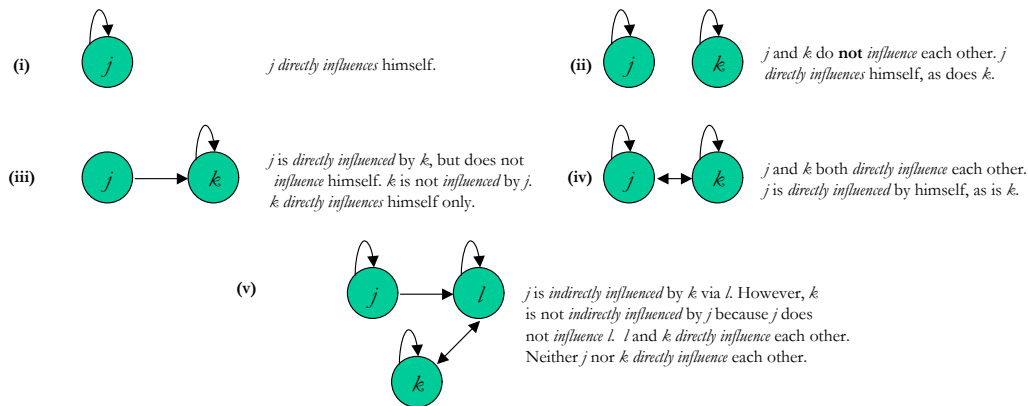 (i)
j
j directly influences himself.
(ii)
j
k
j and k do not influence each other. j
directly influences himself, as does k.
(iii)
j
k
j is directly influenced by k, but does not
influence himself. k is not influenced by j.
k directly influences himself only.
(iv)
j
k
j and k both directly influence each other.
j is directly influenced by himself, as is k.
(v)
j
l
k
j is indirectly influenced by k via l. However, k
is not indirectly influenced by j because j does
not influence l. l and k directly influence each other.
Neither j nor k directly influence each other.